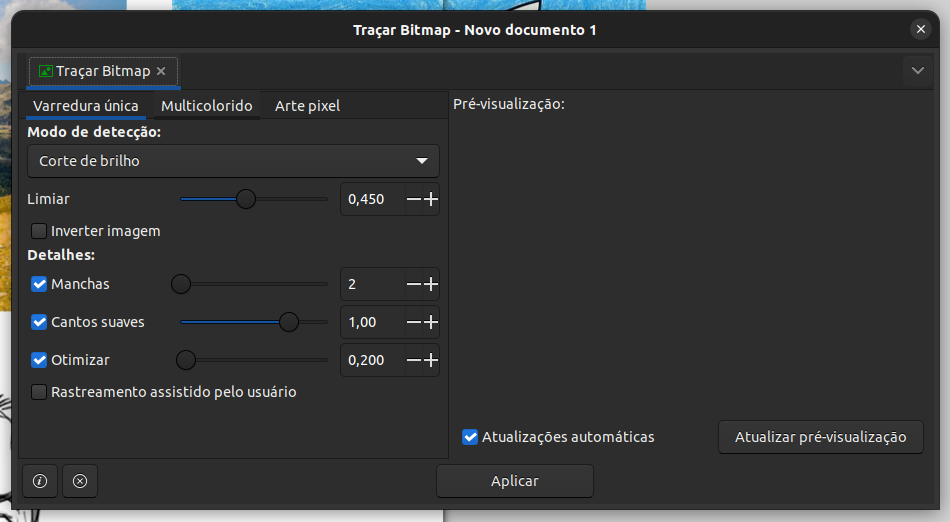 Traçar Bitmap - Novo documento 1
Traçar Bitmap
Varredura única Multicolorido Arte pixel
Pré-visualização:
Modo de detecção:
Corte de brilho
Limiar 0,450
Inverter imagem
Detalhes:
Manchas 2
Cantos suaves 1,00
Otimizar 0,200
Rastreamento assistido pelo usuário
Atualizações automáticas Atualizar pré-visualização
Aplicar